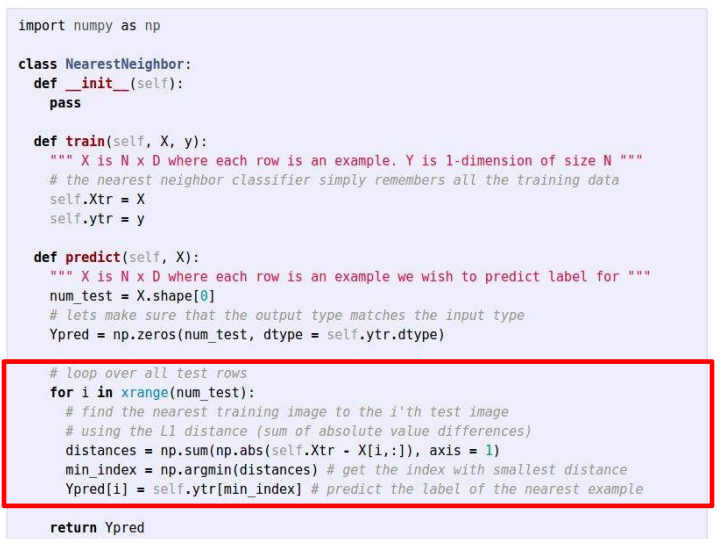 import numpy as np
class NearestNeighbor:
def __init__(self):
pass
def train(self, X, y):
""" X is N x D where each row is an example. Y is 1-dimension of size N """
# the nearest neighbor classifier simply remembers all the training data
self.Xtr = X
self.ytr = y
def predict(self, X):
""" X is N x D where each row is an example we wish to predict label for """
num_test = X.shape[0]
# lets make sure that the output type matches the input type
Ypred = np.zeros(num_test, dtype = self.ytr.dtype)
# loop over all test rows
for i in xrange(num_test):
# find the nearest training image to the i'th test image
# using the L1 distance (sum of absolute value differences)
distances = np.sum(np.abs(self.Xtr - X[i,:]), axis = 1)
min_index = np.argmin(distances) # get the index with smallest distance
Ypred[i] = self.ytr[min_index] # predict the label of the nearest example
return Ypred